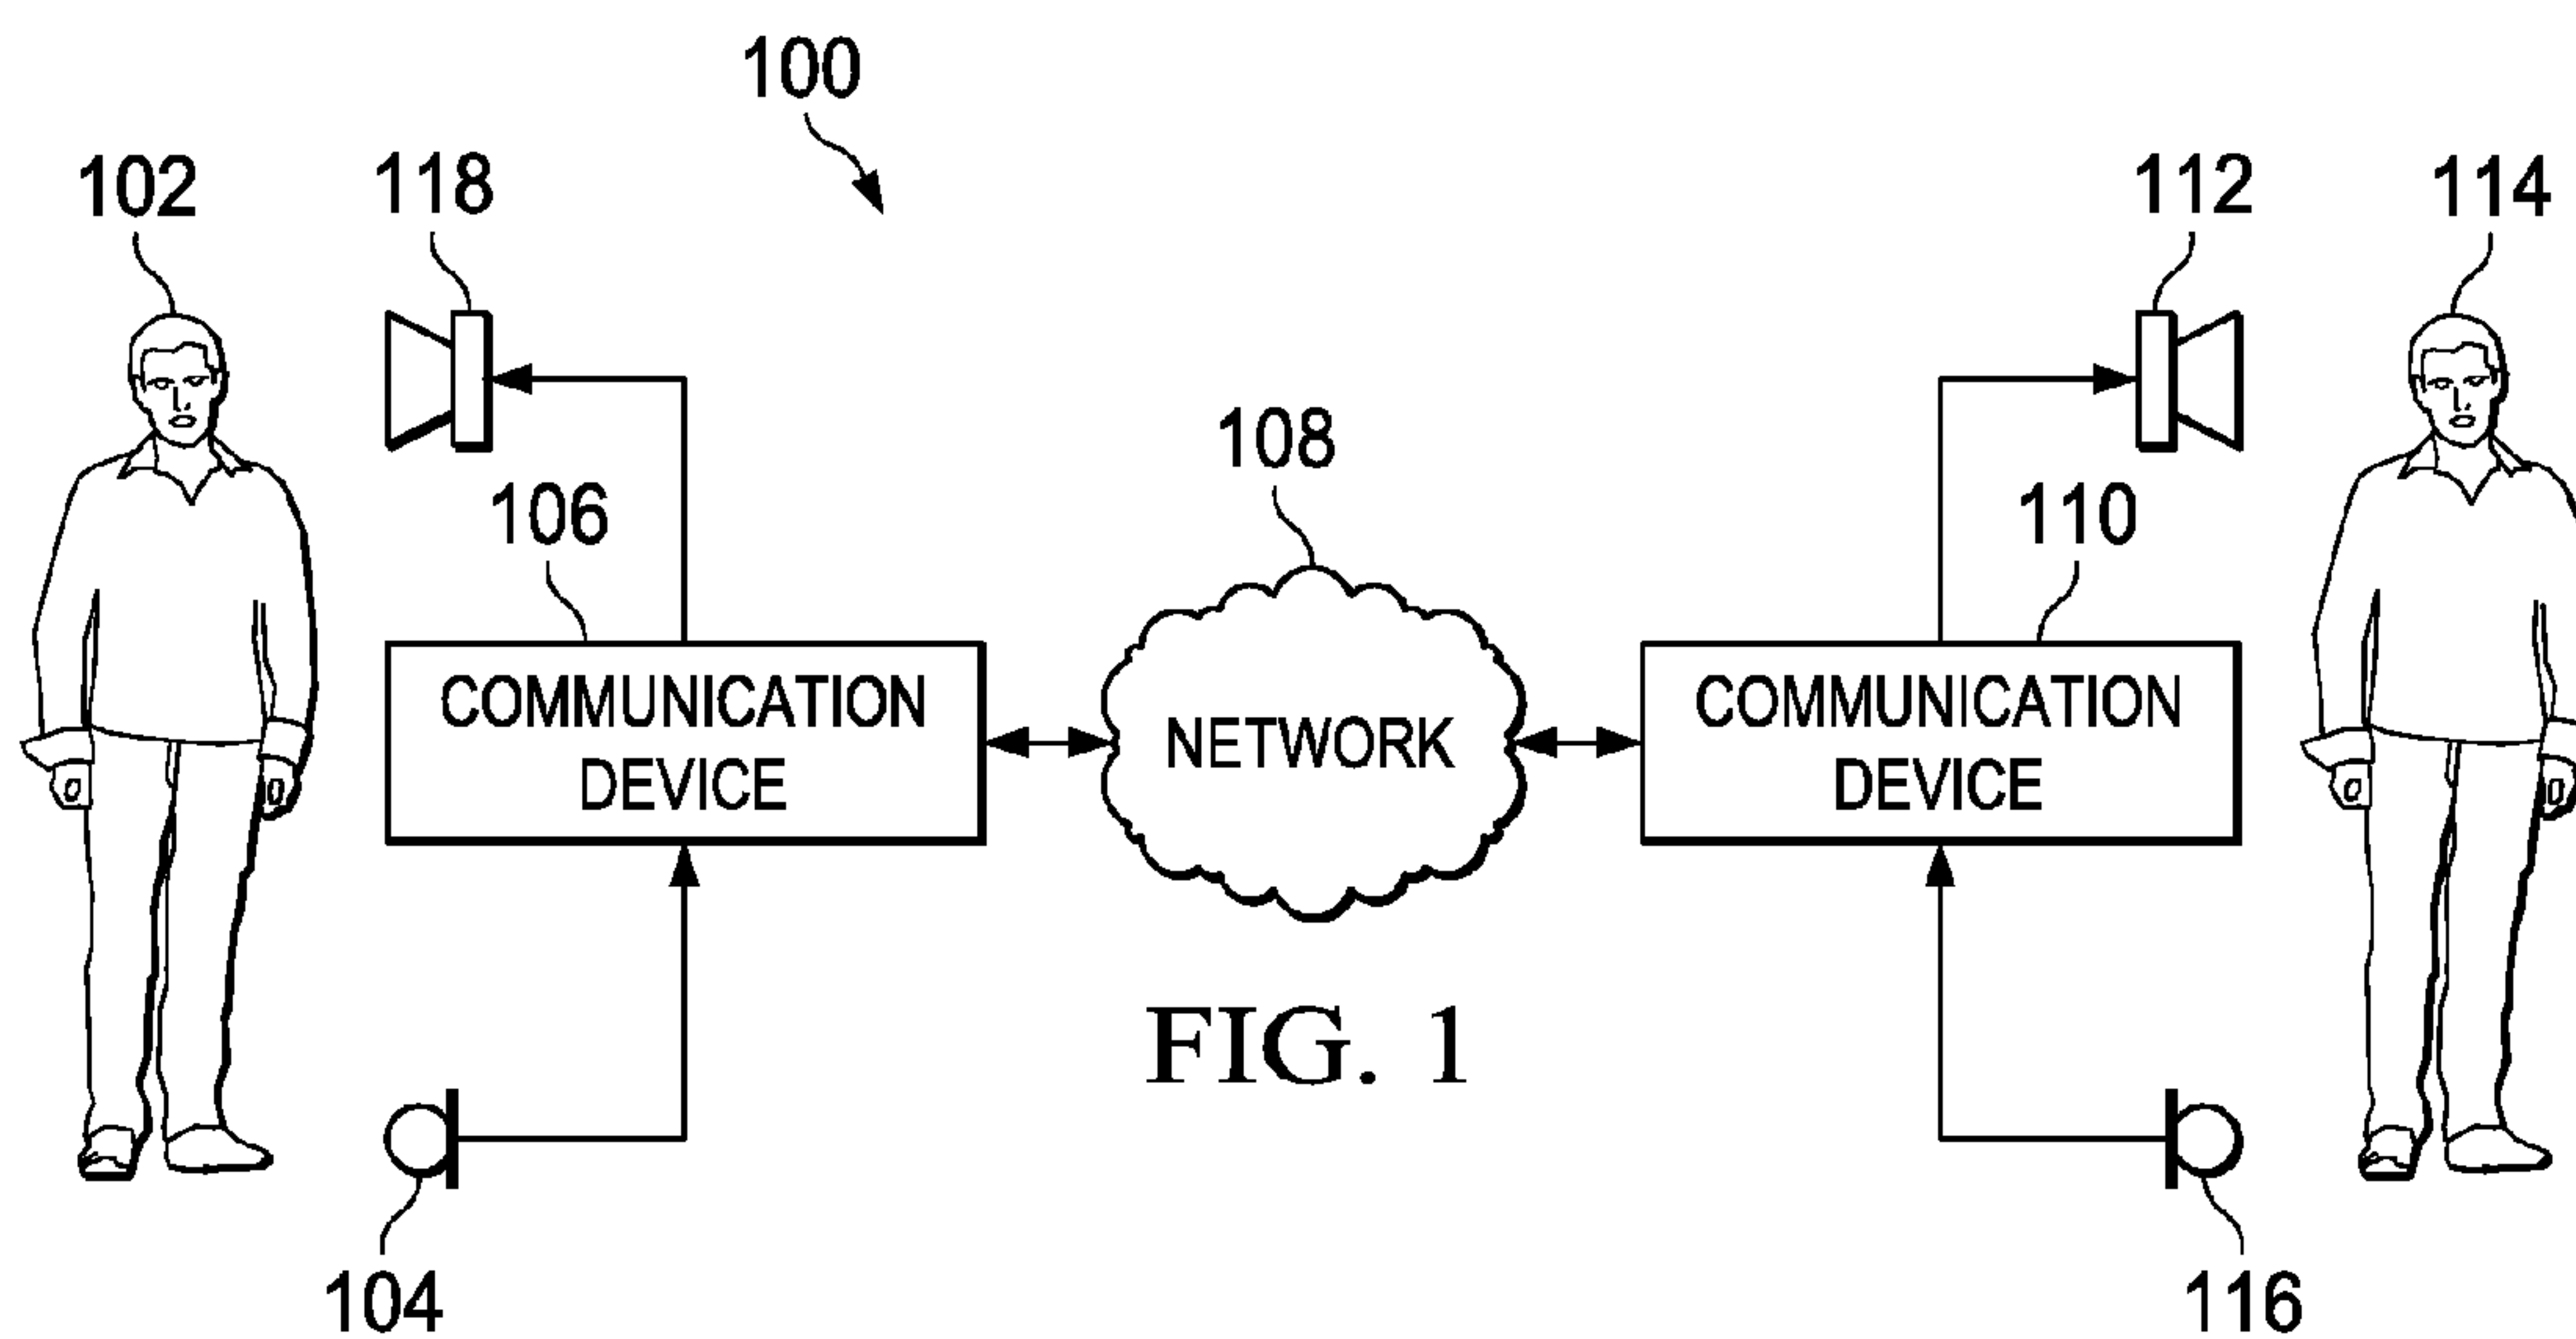 100
102
118
112
114
108
106
110
COMMUNICATION
DEVICE
NETWORK
COMMUNICATION
DEVICE
FIG. 1
104
116